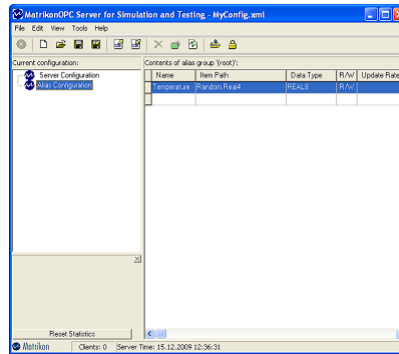 MatrikonOPC Server for Simulation and Testing - MyConfig.xml
File Edit View Tools Help
Current configuration:
Contents of alias group '(root)':
Server Configuration
Alias Configuration
Name Item Path Data Type R/W Update Rate
Temperature Random.Real4 REAL8 R/W
Reset Statistics
Matrikon Clients: 0 Server Time: 15.12.2009 12:36:31